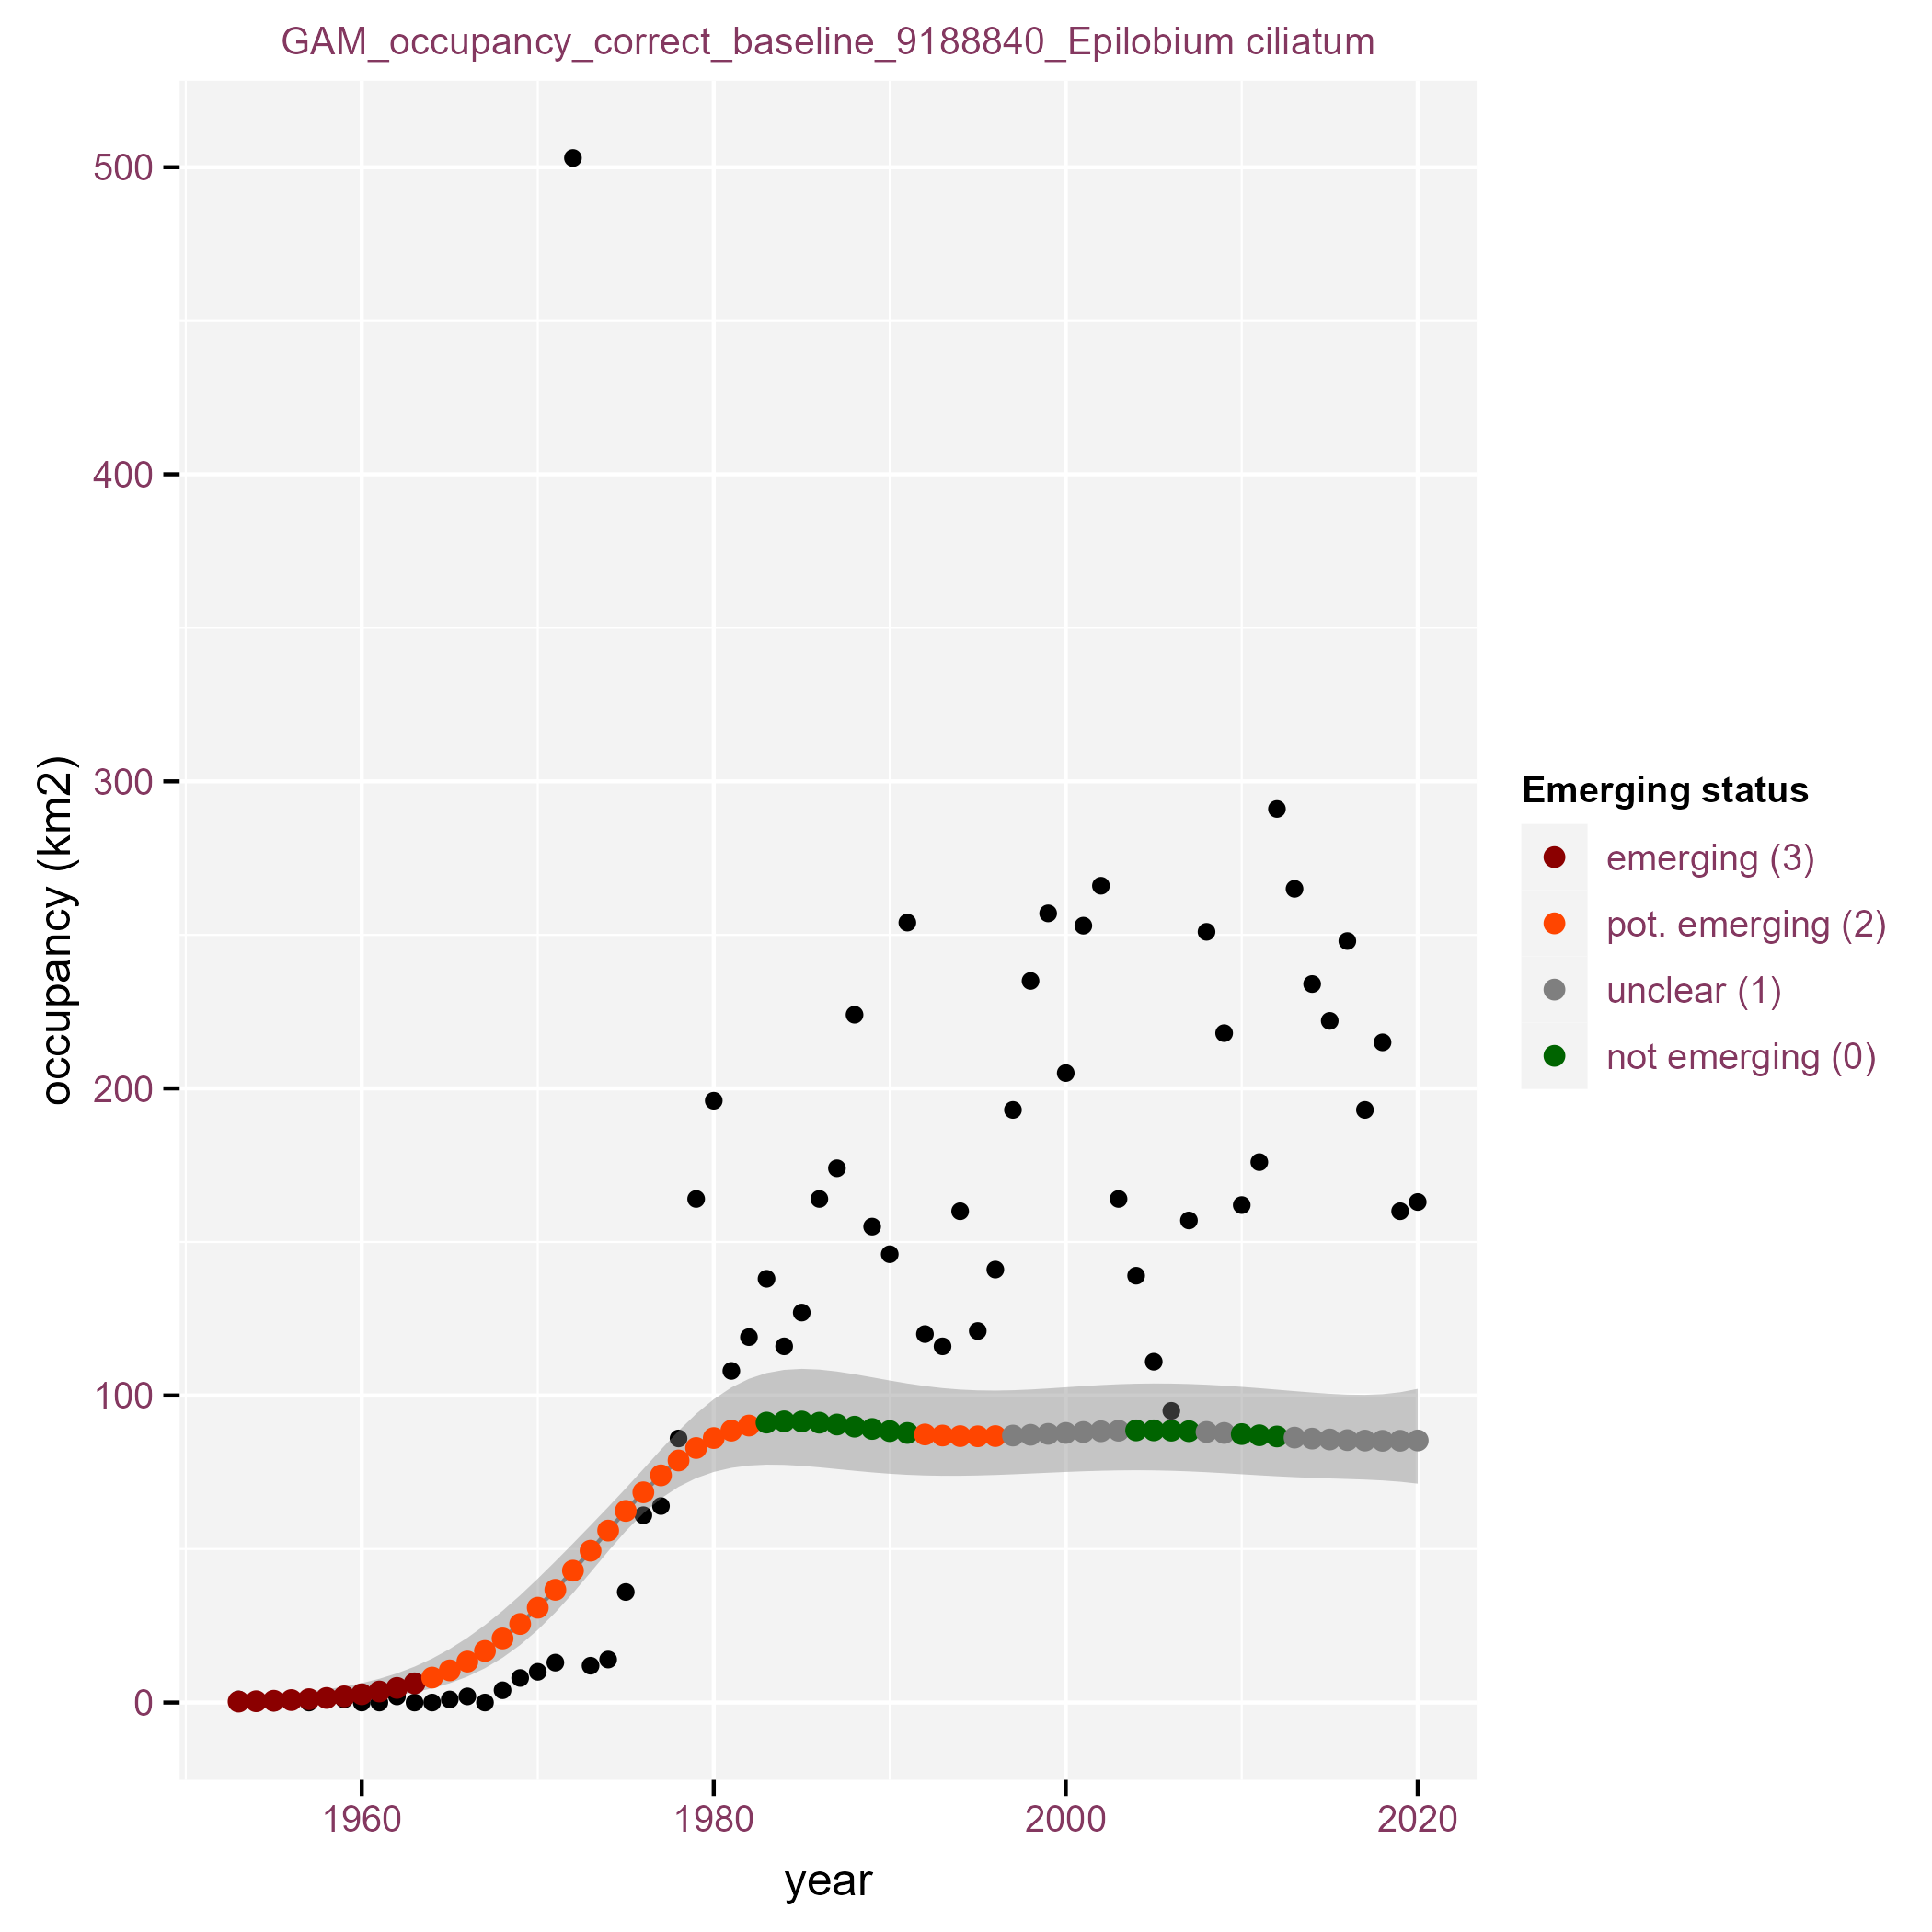 GAM_occupancy_correct_baseline_9188840_Epilobium ciliatum
occupancy (km2)
500
400
300
200
100
0
1960
1980
2000
2020
year
Emerging status
emerging (3)
pot. emerging (2)
unclear (1)
not emerging (0)